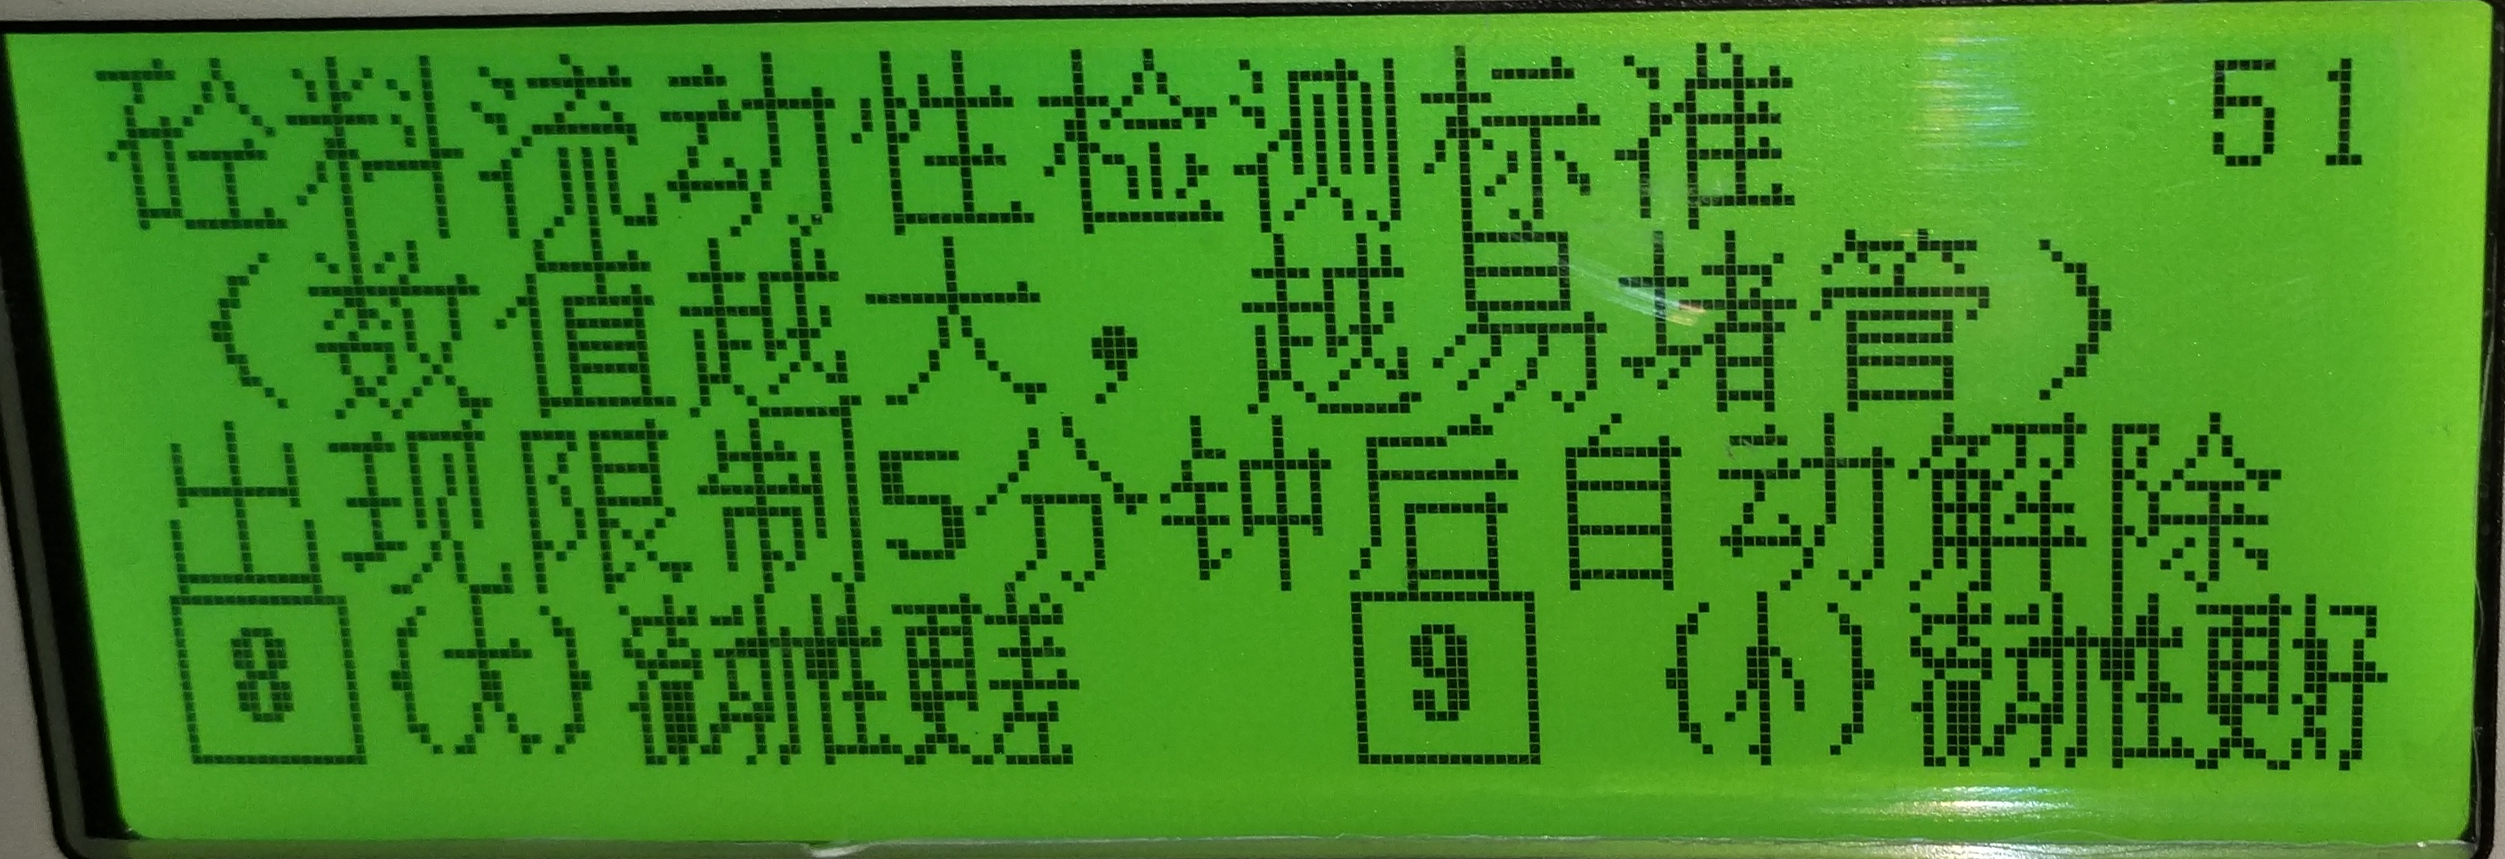 砼料流动性检测标准 51
（数值越大，越易堵管）
出现限制5分钟后自动解除
8 (大)流动性更差 9 (小)流动性更好